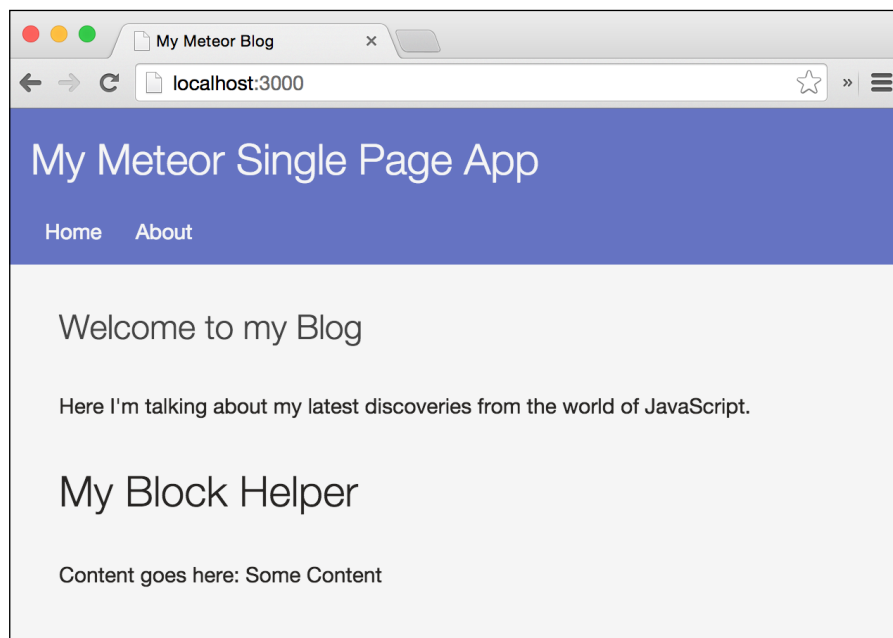 My Meteor Blog
localhost:3000
My Meteor Single Page App
Home About
Welcome to my Blog
Here I'm talking about my latest discoveries from the world of JavaScript.
My Block Helper
Content goes here: Some Content